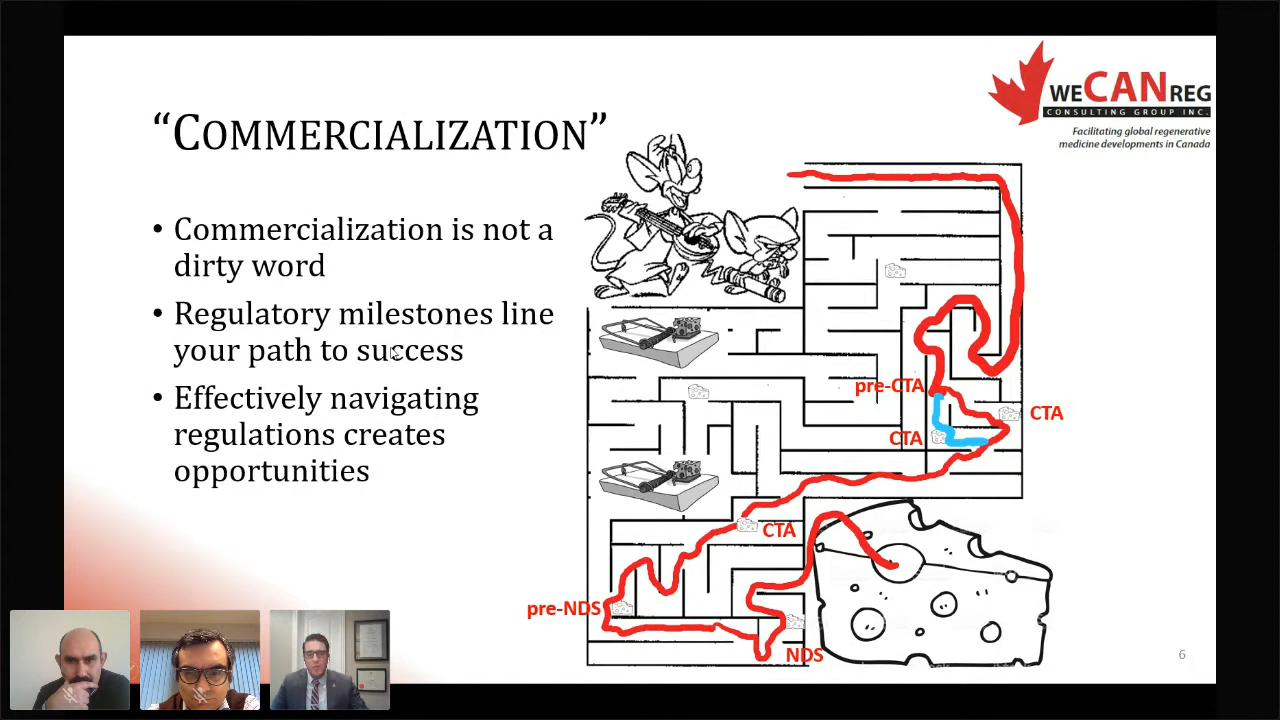 weCANREG
CONSULTING GROUP INC.
Facilitating global regenerative
medicine developments in Canada
“COMMERCIALIZATION”
• Commercialization is not a
dirty word
• Regulatory milestones line
your path to success
• Effectively navigating
regulations creates
opportunities
pre-CTA
CTA
CTA
CTA
pre-NDS
NDS
6